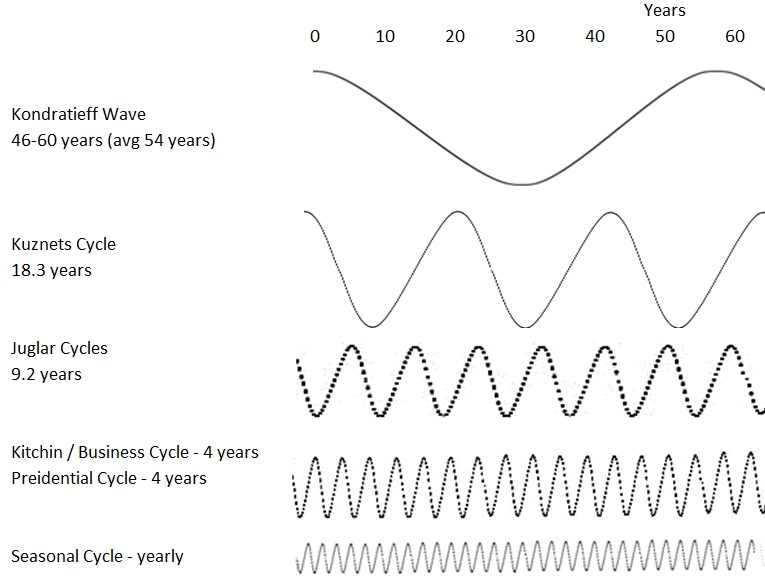 Years
0 10 20 30 40 50 60
Kondratieff Wave
46-60 years (avg 54 years)
Kuznets Cycle
18.3 years
Juglar Cycles
9.2 years
Kitchin / Business Cycle - 4 years
Preidential Cycle - 4 years
Seasonal Cycle - yearly